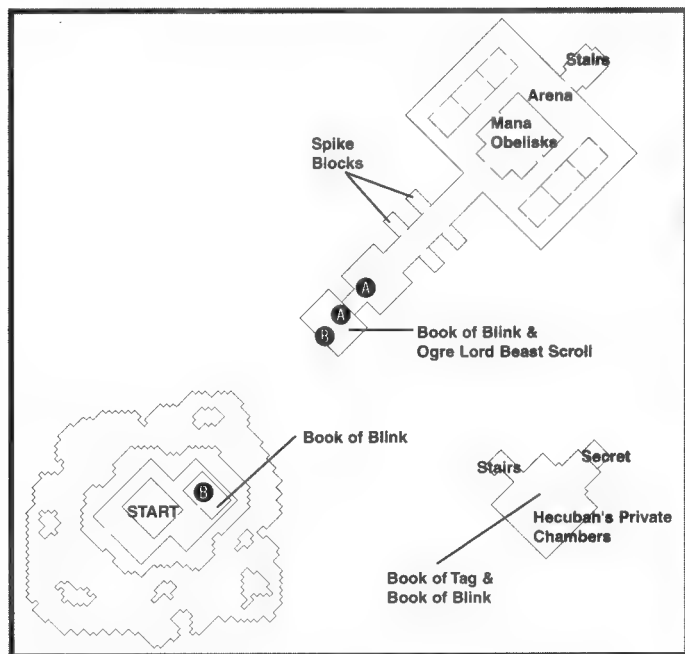 Stairs
Arena
Mana
Obelisks
Spike
Blocks
A
A
B
Book of Blink &
Ogre Lord Beast Scroll
Book of Blink
B
START
Stairs
Secret
Hecubah's Private
Chambers
Book of Tag &
Book of Blink